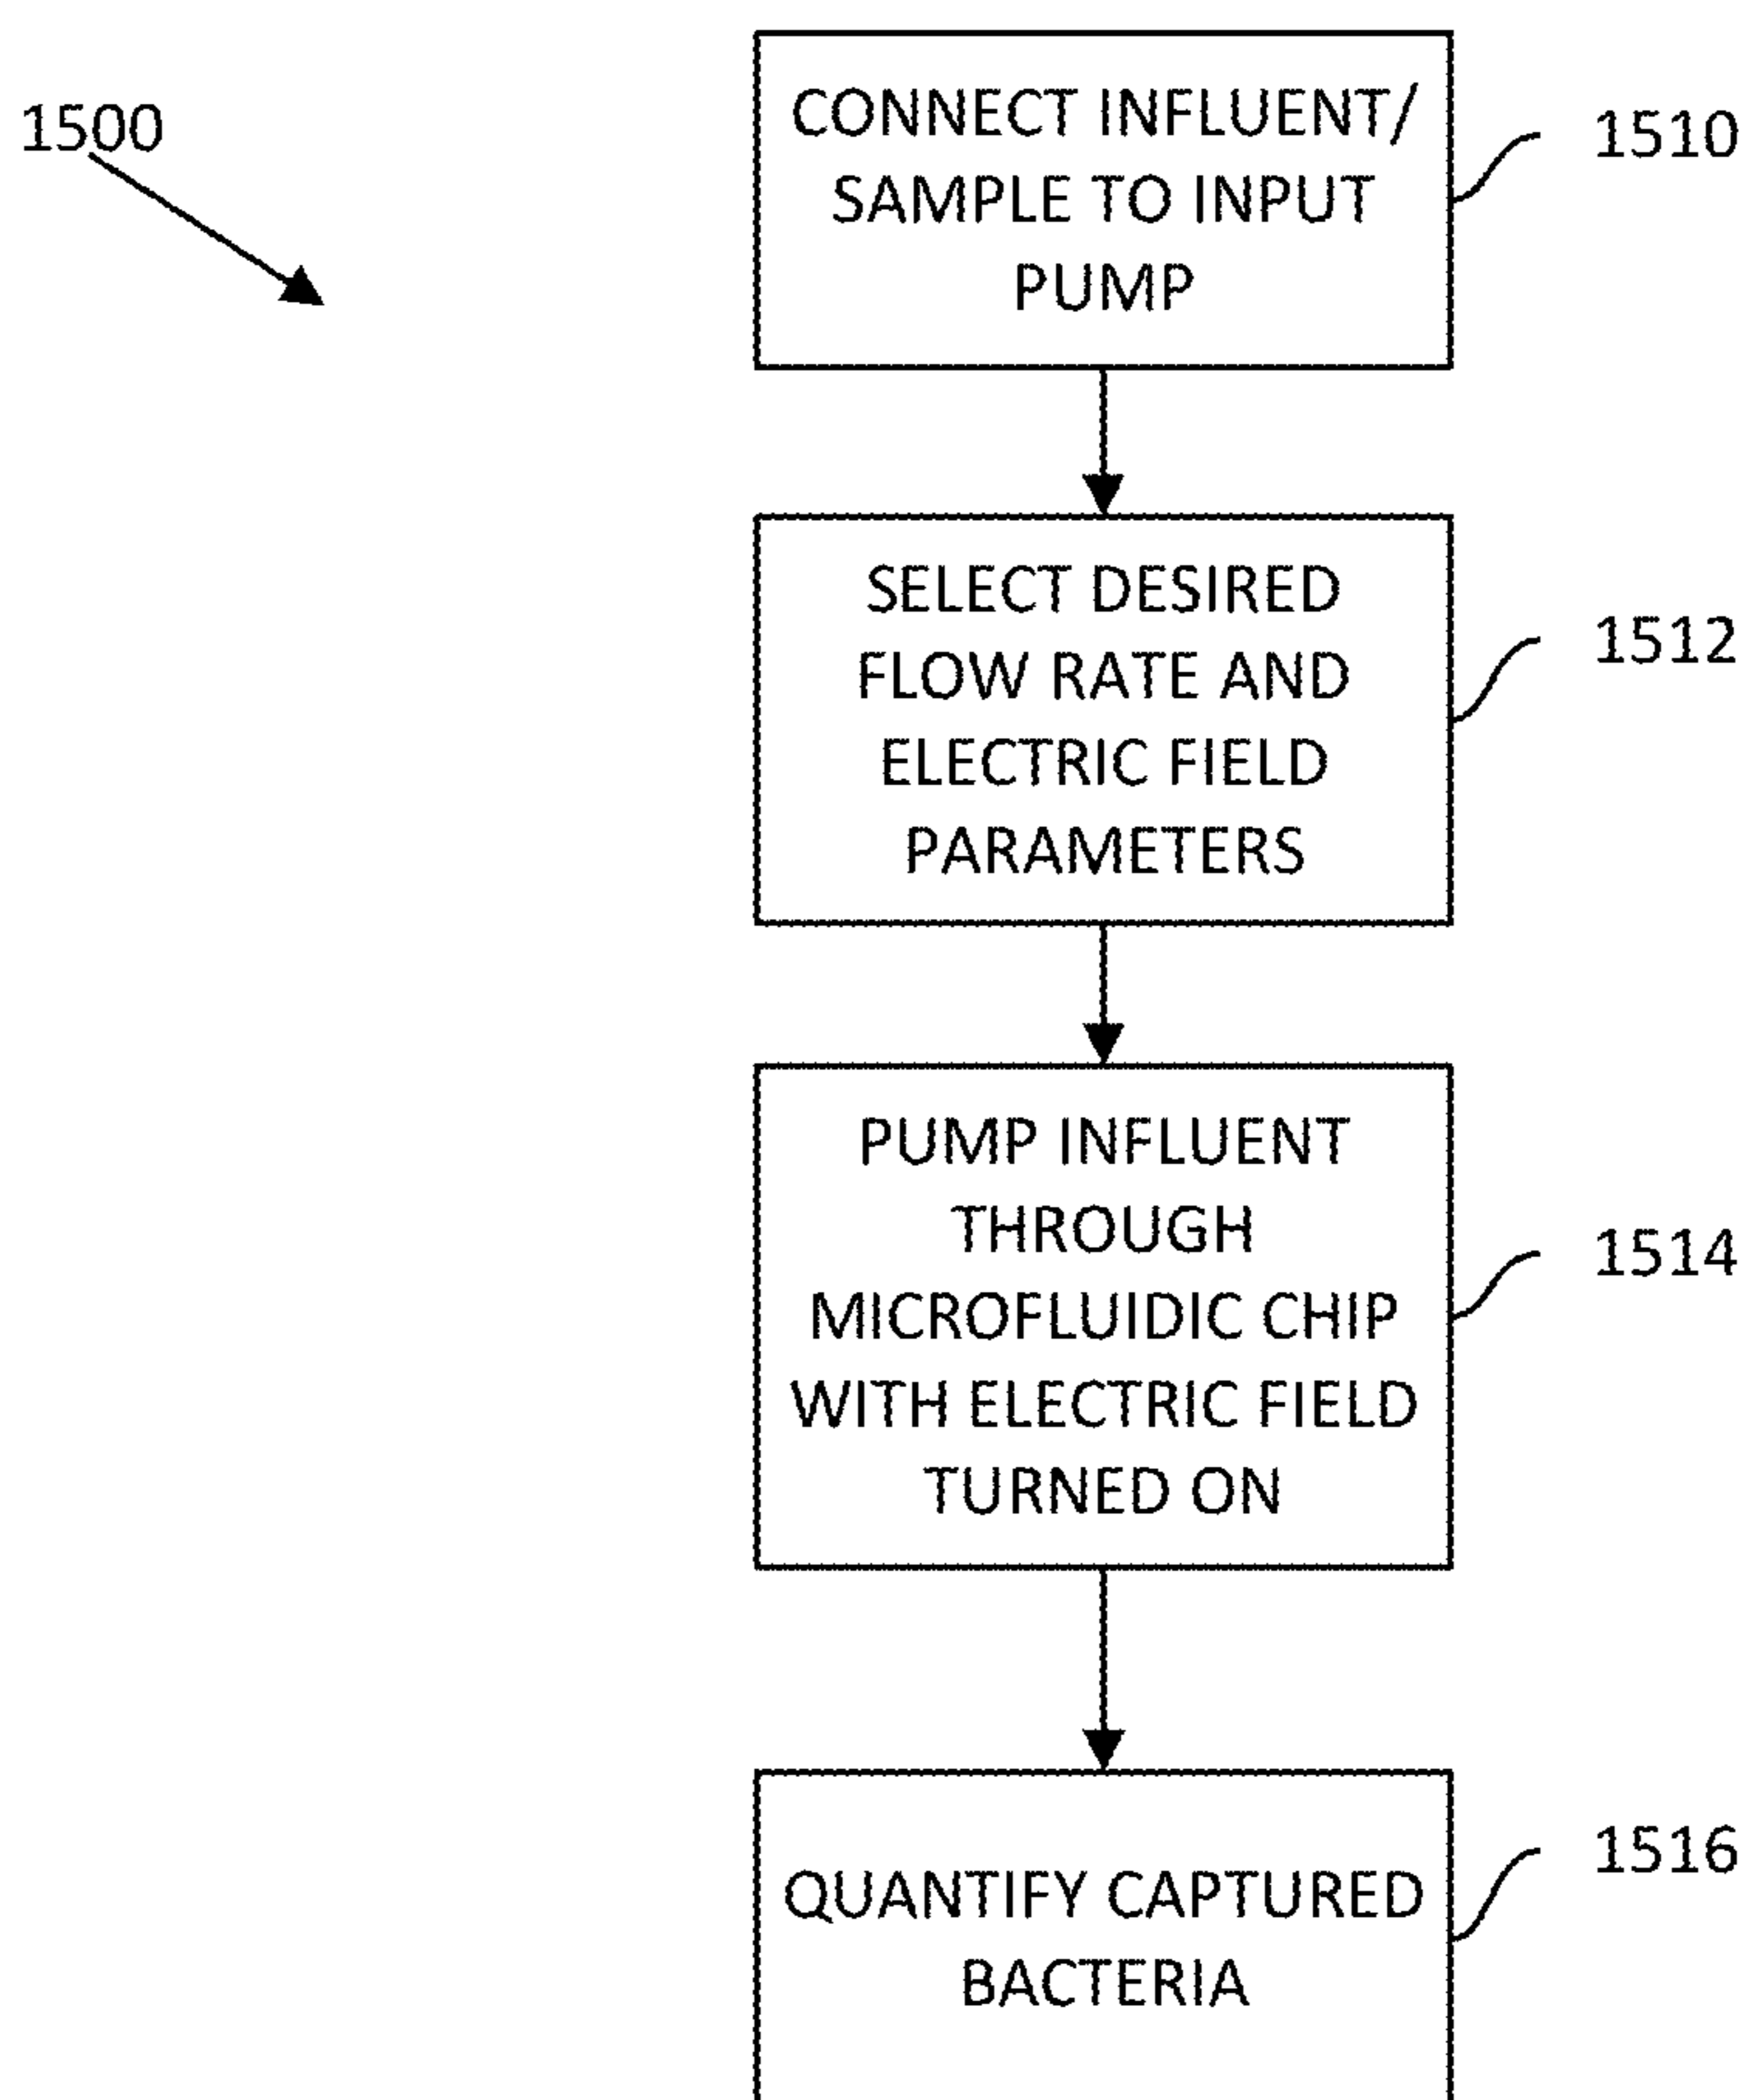 1500
CONNECT INFLUENT/
SAMPLE TO INPUT
PUMP
1510
SELECT DESIRED
FLOW RATE AND
ELECTRIC FIELD
PARAMETERS
1512
PUMP INFLUENT
THROUGH
MICROFLUIDIC CHIP
WITH ELECTRIC FIELD
TURNED ON
1514
QUANTIFY CAPTURED
BACTERIA
1516